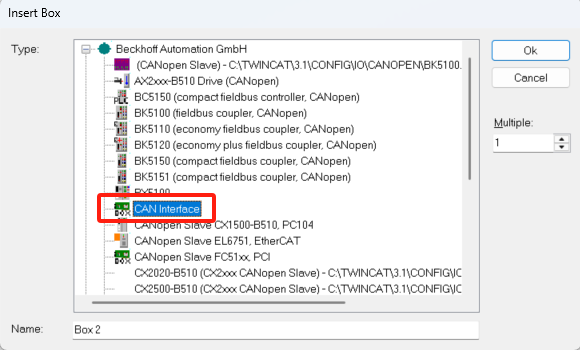 Insert Box
Type:
Beckhoff Automation GmbH
(CANopen Slave) - C:\TWINCAT\3.1\CONFIG\IO\CANOPEN\BK5100.
AX2xxx-B510 Drive (CANopen)
BC5150 (compact fieldbus controller, CANopen)
BK5100 (fieldbus coupler, CANopen)
BK5110 (economy fieldbus coupler, CANopen)
BK5120 (economy plus fieldbus coupler, CANopen)
BK5150 (compact fieldbus coupler, CANopen)
BK5151 (compact fieldbus coupler, CANopen)
CAN Interface
CANopen Slave CX1500-B510, PC104
CANopen Slave EL6751, EtherCAT
CANopen Slave FC51xx, PCI
CX2020-B510 (CX2xxx CANopen Slave) - C:\TWINCAT\3.1\CONFIG\IO
CX2500-B510 (CX2xxx CANopen Slave) - C:\TWINCAT\3.1\CONFIG\IO
Ok
Cancel
Multiple:
1
Name:
Box 2